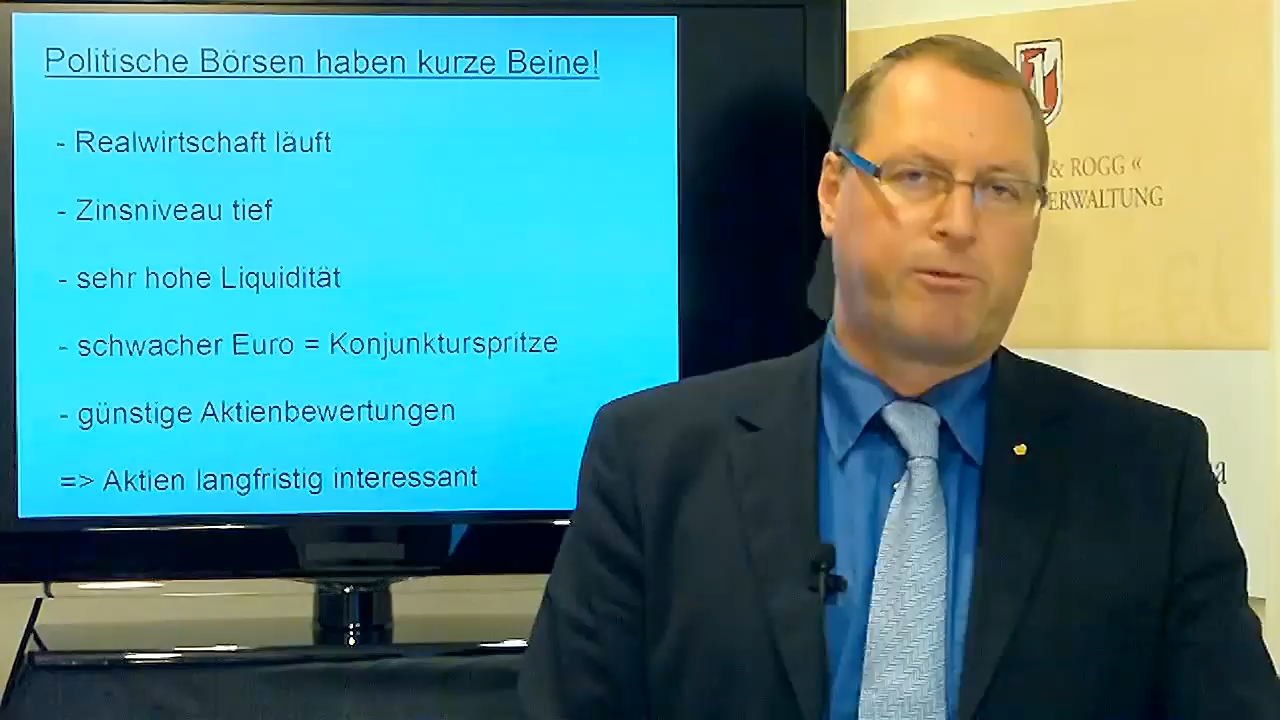 Politische Börsen haben kurze Beine!
- Realwirtschaft läuft
- Zinsniveau tief
- sehr hohe Liquidität
- schwacher Euro = Konjunkturspritze
- günstige Aktienbewertungen
=> Aktien langfristig interessant
& ROGG «
ERWALTUNG